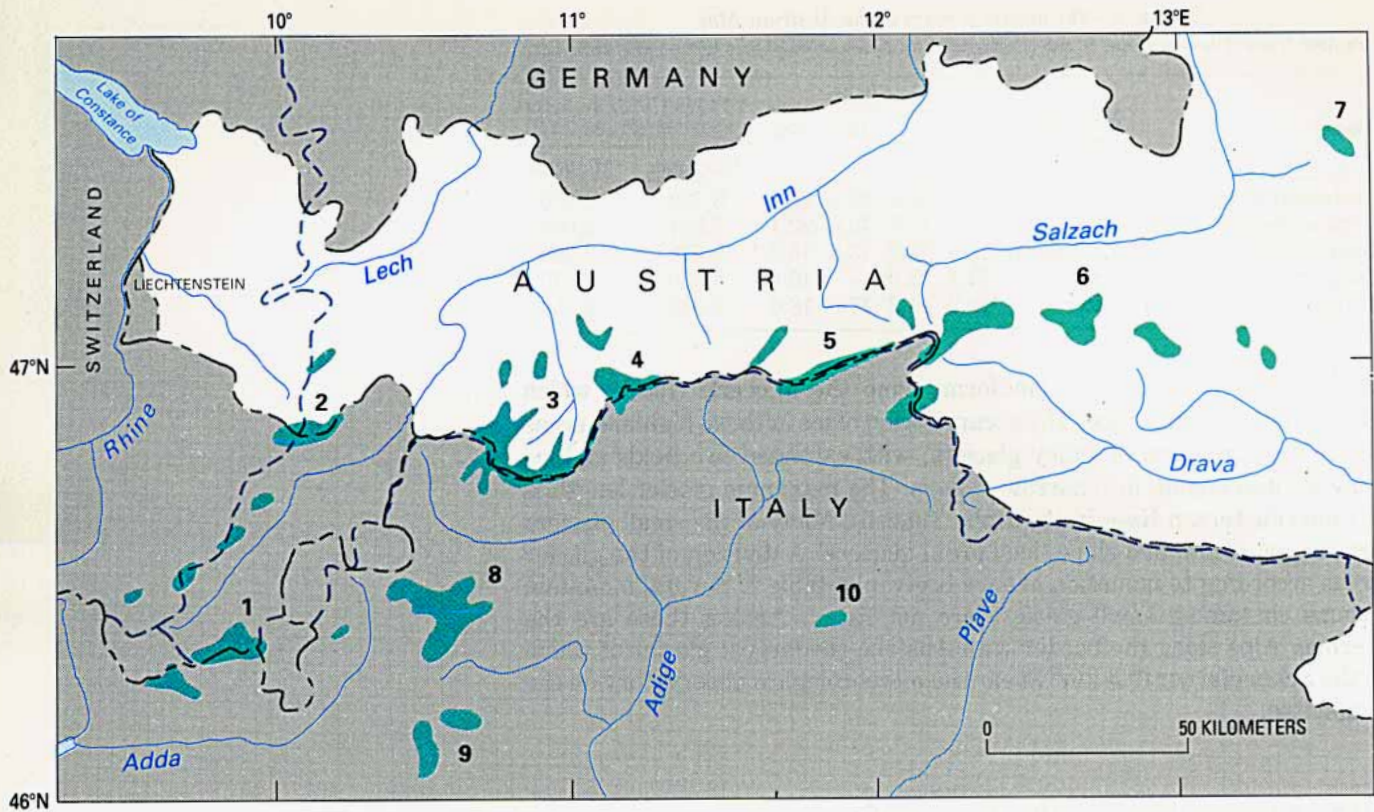 10°
11°
12°
13°E
GERMANY
Lake of
Constance
7
SWITZERLAND
Inn
Salzach
Lech
AUSTRIA
LIECHTENSTEIN
6
5
47°N
4
2
3
Rhine
Drava
ITALY
8
10
1
Piave
Adige
0
50 KILOMETERS
9
Adda
46°N